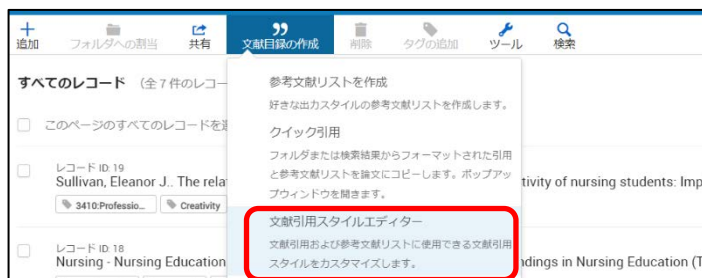 追加 フォルダへの割当 共有 文献目録の作成 削除 タグの追加 ツール 検索
すべてのレコード (全7件のレコー
参考文献リストを作成
好きな出力スタイルの参考文献リストを作成します。
このページのすべてのレコードを
クイック引用
フォルダまたは検索結果からフォーマットされた引用
と参考文献リストを論文にコピーします。ポップアッ
プウィンドウを開きます。
レコード ID: 19
Sullivan, Eleanor J.. The rela
tivity of nursing students: Imp
3410:Professio... Creativity
文献引用スタイルエディター
文献引用および参考文献リストに使用できる文献引用
スタイルをカスタマイズします。
レコード ID: 18
Nursing - Nursing Education
dings in Nursing Education (T